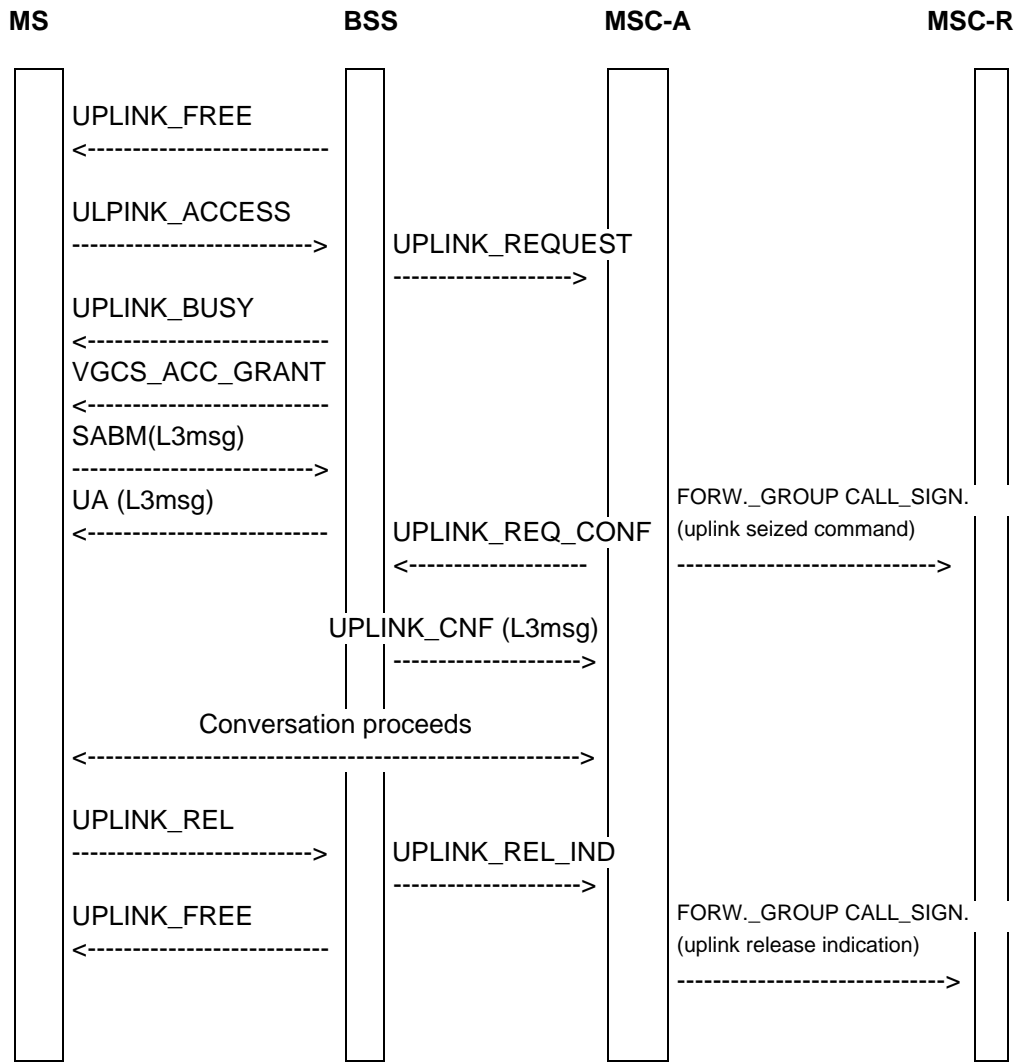 MS BSS MSC-A MSC-R
UPLINK_FREE
<---------------------------
ULPINK_ACCESS
---------------------------> UPLINK_REQUEST
-------------------->
UPLINK_BUSY
<---------------------------
VGCS_ACC_GRANT
<---------------------------
SABM(L3msg)
--------------------------->
UA (L3msg) FORW._GROUP CALL_SIGN.
<--------------------------- UPLINK_REQ_CONF (uplink seized command)
<-------------------- ----------------------------->
UPLINK_CNF (L3msg)
--------------------->
Conversation proceeds
<------------------------------------------------------->
UPLINK_REL
---------------------------> UPLINK_REL_IND
--------------------->
UPLINK_FREE FORW._GROUP CALL_SIGN.
<--------------------------- (uplink release indication)
------------------------------>